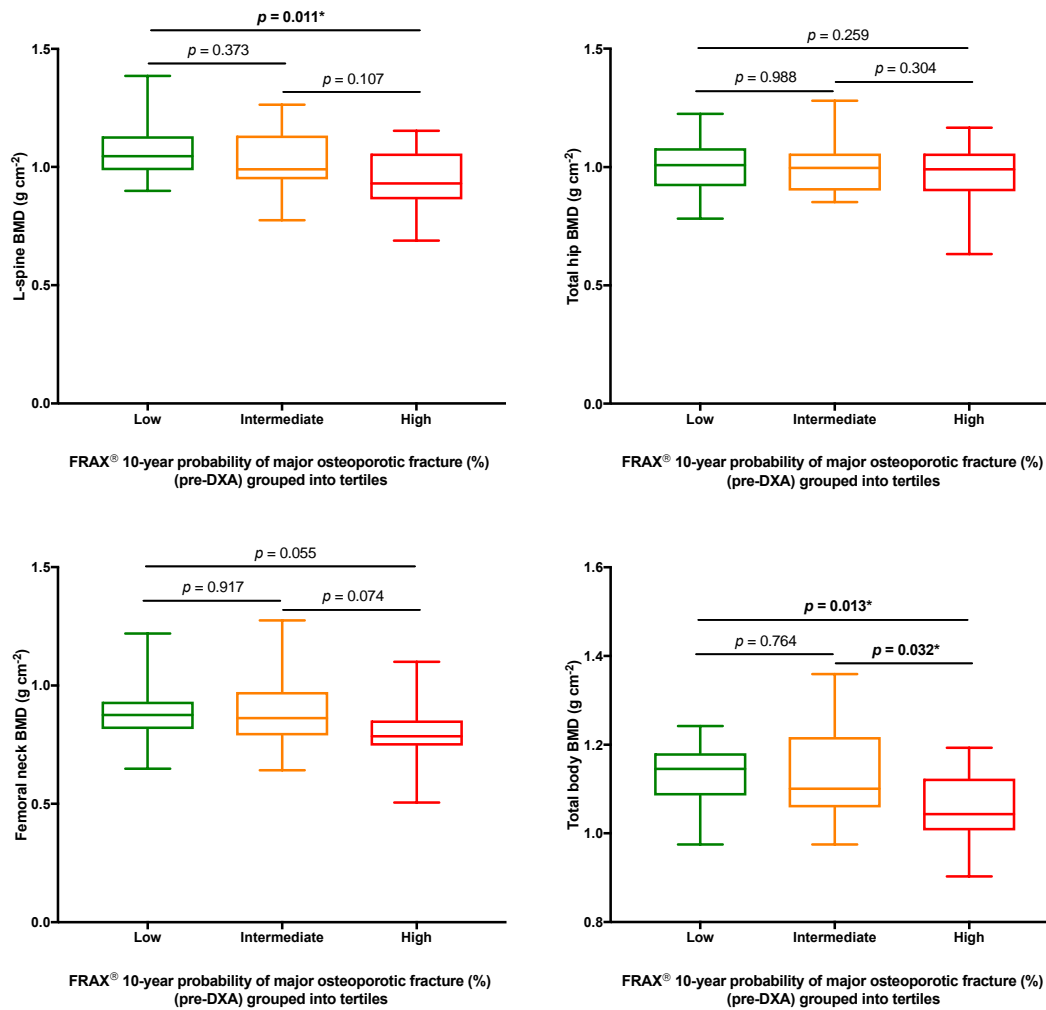 p = 0.011*
p = 0.373
p = 0.107
1.5
1.0
0.5
0.0
L-spine BMD (g cm⁻²)
Low Intermediate High
FRAX® 10-year probability of major osteoporotic fracture (%)
(pre-DXA) grouped into tertiles
p = 0.259
p = 0.988
p = 0.304
1.5
1.0
0.5
0.0
Total hip BMD (g cm⁻²)
Low Intermediate High
FRAX® 10-year probability of major osteoporotic fracture (%)
(pre-DXA) grouped into tertiles
p = 0.055
p = 0.917
p = 0.074
1.5
1.0
0.5
0.0
Femoral neck BMD (g cm⁻²)
Low Intermediate High
FRAX® 10-year probability of major osteoporotic fracture (%)
(pre-DXA) grouped into tertiles
p = 0.013*
p = 0.764
p = 0.032*
1.6
1.4
1.2
1.0
0.8
Total body BMD (g cm⁻²)
Low Intermediate High
FRAX® 10-year probability of major osteoporotic fracture (%)
(pre-DXA) grouped into tertiles